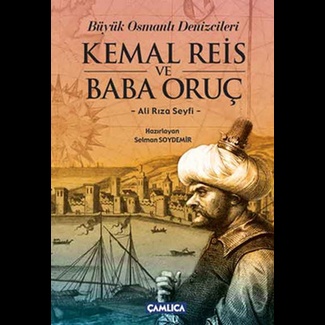 Büyük Osmanlı Denizcileri
KEMAL REİS
VE
BABA ORUÇ
- Ali Rıza Seyfi -
Hazırlayan
Selman SOYDEMİR
ÇAMLICA